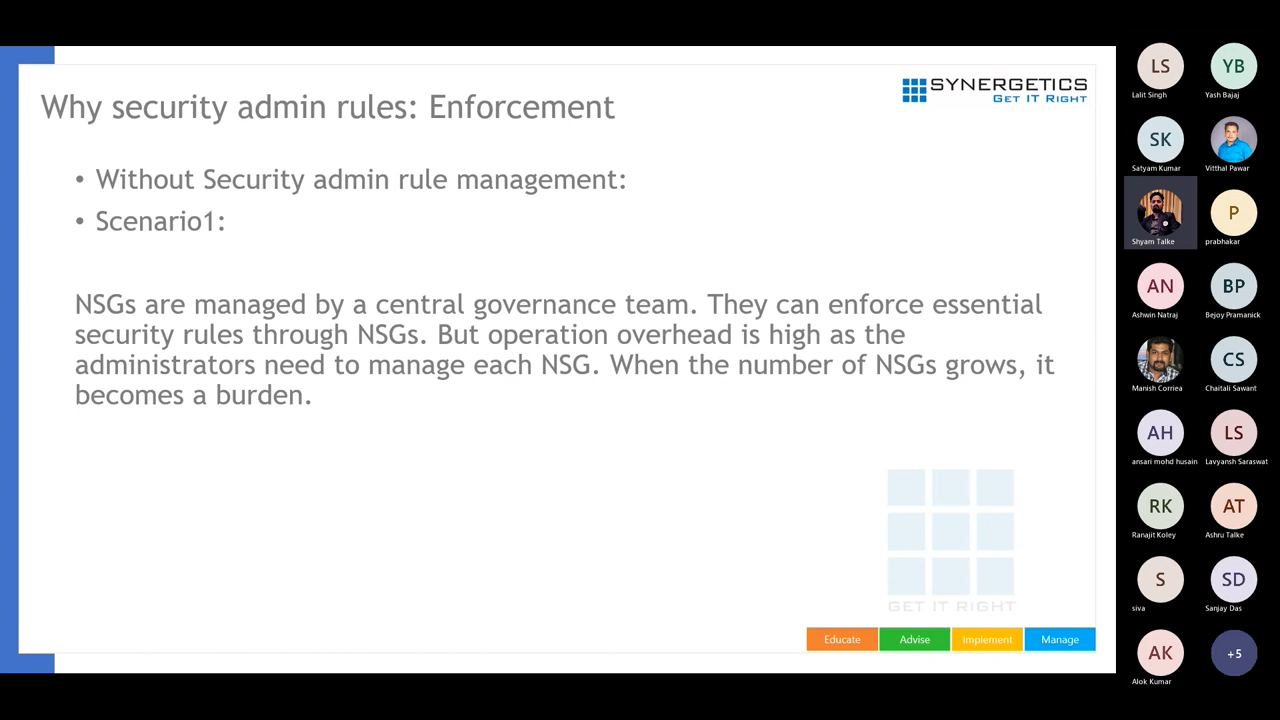 Why security admin rules: Enforcement
SYNERGETICS
GET IT RIGHT
• Without Security admin rule management:
• Scenario1:
NSGs are managed by a central governance team. They can enforce essential
security rules through NSGs. But operation overhead is high as the
administrators need to manage each NSG. When the number of NSGs grows, it
becomes a burden.
GET IT RIGHT
Educate
Advise
Implement
Manage
LS
Lalit Singh
YB
Yash Bajaj
SK
Satyam Kumar
Vitthal Pawar
Shyam Talke
P
prabhakar
AN
Ashwin Natraj
BP
Bejoy Pramanick
Manish Corriea
CS
Chaitali Sawant
AH
ansari mohd husain
LS
Lavyansh Saraswat
RK
Ranajit Koley
AT
Ashru Talke
S
siva
SD
Sanjay Das
AK
Alok Kumar
+5